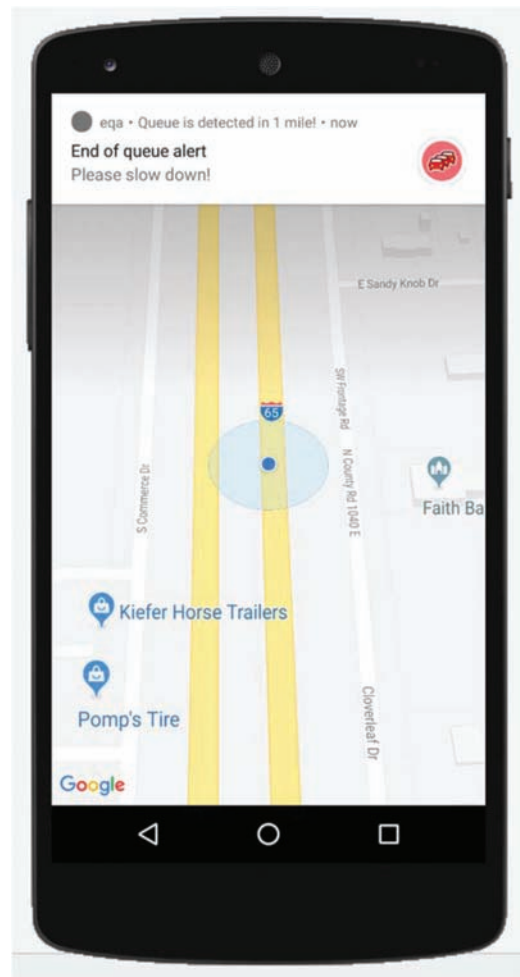 eqa • Queue is detected in 1 mile! • now
End of queue alert
Please slow down!
E Sandy Knob Dr
65
SW Frontage Rd
N County Rd 1040 E
S Commerce Dr
Faith Ba
Kiefer Horse Trailers
Pomp's Tire
Cloverleaf Dr
Google